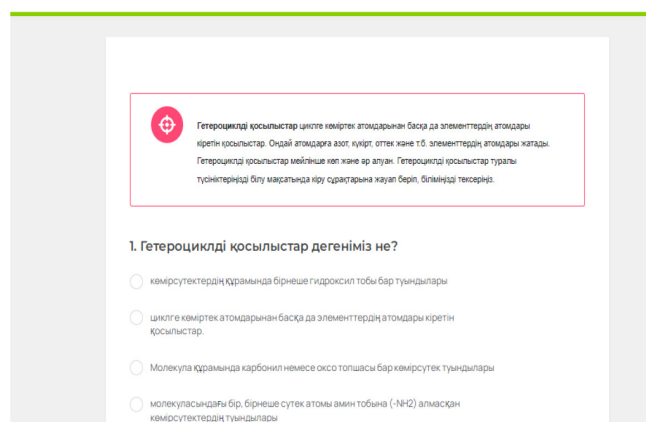 Гетероциклді қосылыстар циклге көміртек атомдарынан басқа да элементтердің атомдары
кіретін қосылыстар. Ондай атомдарға азот, күкірт, оттек және т.б. элементтердің атомдары жатады.
Гетероциклді қосылыстар мейлінше көп және әр алуан. Гетероциклді қосылыстар туралы
түсініктеріңізді білу мақсатында кіру сұрақтарына жауап беріп, біліміңізді тексеріңіз.
1. Гетероциклді қосылыстар дегеніміз не?
көмірсутектердің құрамында бірнеше гидроксил тобы бар туындылары
циклге көміртек атомдарынан басқа да элементтердің атомдары кіретін
қосылыстар.
Молекула құрамында карбонил немесе оксо топшасы бар көмірсутек туындылары
молекуласындағы бір, бірнеше сутек атомы амин тобына (-NH2) алмасқан
көмірсутектердің туындылары